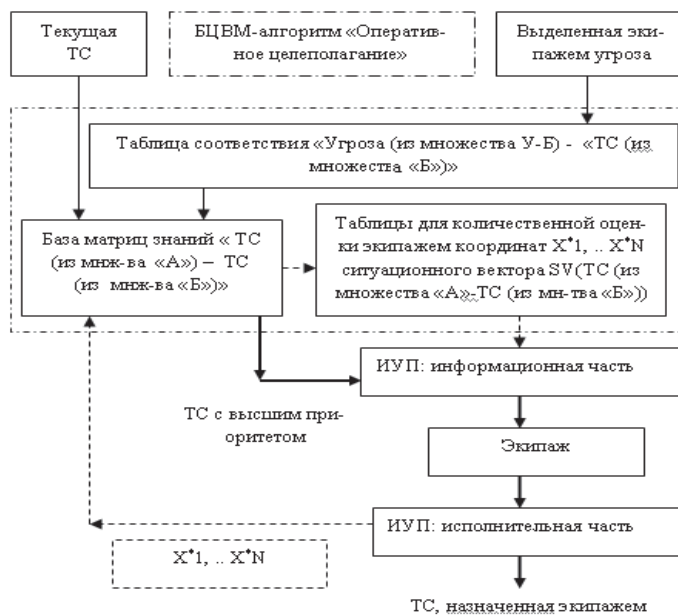 Текущая
ТС
БЦВМ-алгоритм «Оператив-
ное целеполагание»
Выделенная эки-
пажем угроза
Таблица соответствия «Угроза (из множества У-Б) - «ТС (из
множества «Б»)»
База матриц знаний « ТС
(из мнж-ва «А») – ТС
(из мнж-ва «Б»)»
Таблицы для количественной оцен-
ки экипажем координат X*1, .. X*N
ситуационного вектора SV(ТС (из
множества «А»-ТС (из мн-тва «Б»))
ИУП: информационная часть
ТС с высшим при-
оритетом
Экипаж
ИУП: исполнительная часть
X*1, .. X*N
ТС, назначенная экипажем